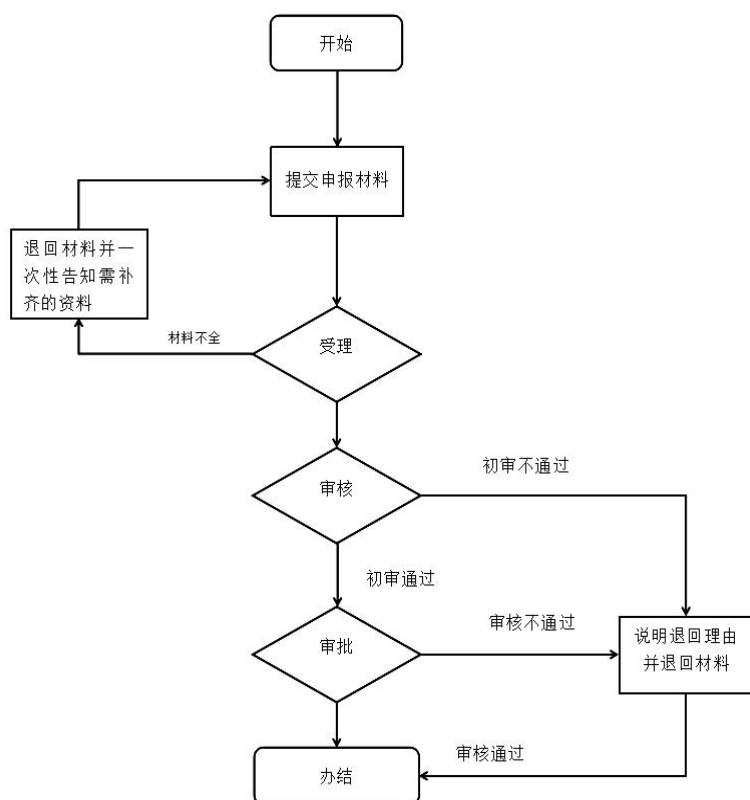 开始
提交申报材料
退回材料并一
次性告知需补
齐的资料
材料不全
受理
初审不通过
审核
初审通过
审核不通过
审批
说明退回理由
并退回材料
审核通过
办结